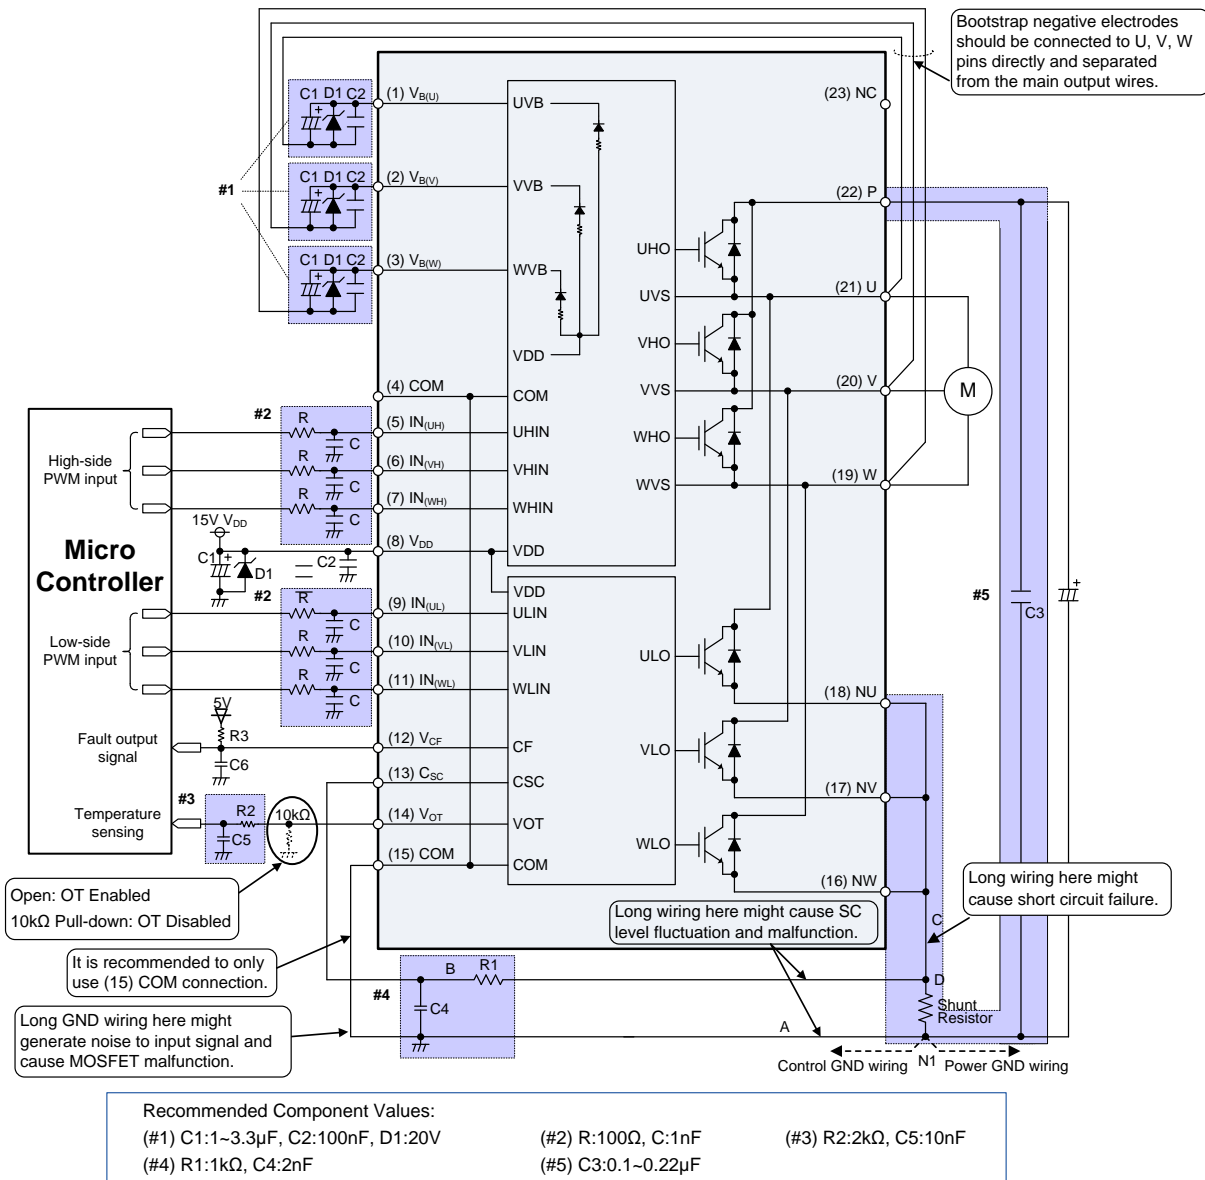 Bootstrap negative electrodes
should be connected to U, V, W
pins directly and separated
from the main output wires.
C1 D1 C2
+
(1) VB(U)
UVB
(23) NC
#1
C1 D1 C2
+
(2) VB(V)
VVB
(22) P
C1 D1 C2
+
(3) VB(W)
WVB
UHO
UVS
(21) U
VDD
VHO
(4) COM
COM
VVS
(20) V
M
#2
R
C
(5) IN(UH)
UHIN
WHO
High-side
PWM input
R
C
(6) IN(VH)
VHIN
WVS
(19) W
R
C
(7) IN(WH)
WHIN
15V VDD
Micro
Controller
C1
+
D1
C2
(8) VDD
VDD
#2
VDD
R
C
(9) IN(UL)
ULIN
#5
C3
+
Low-side
PWM input
R
C
(10) IN(VL)
VLIN
ULO
R
C
(11) IN(WL)
WLIN
(18) NU
5V
R3
Fault output
signal
C6
(12) VCF
CF
VLO
(13) CSC
CSC
(17) NV
#3
Temperature
sensing
R2
C5
10kΩ
(14) VOT
VOT
WLO
(15) COM
COM
(16) NW
Open: OT Enabled
10kΩ Pull-down: OT Disabled
Long wiring here might
cause short circuit failure.
Long wiring here might cause SC
level fluctuation and malfunction.
C
It is recommended to only
use (15) COM connection.
#4
B
R1
C4
D
Shunt
Resistor
Long GND wiring here might
generate noise to input signal and
cause MOSFET malfunction.
A
Control GND wiring
N1
Power GND wiring
Recommended Component Values:
(#1) C1:1~3.3µF, C2:100nF, D1:20V
(#2) R:100Ω, C:1nF
(#3) R2:2kΩ, C5:10nF
(#4) R1:1kΩ, C4:2nF
(#5) C3:0.1~0.22µF